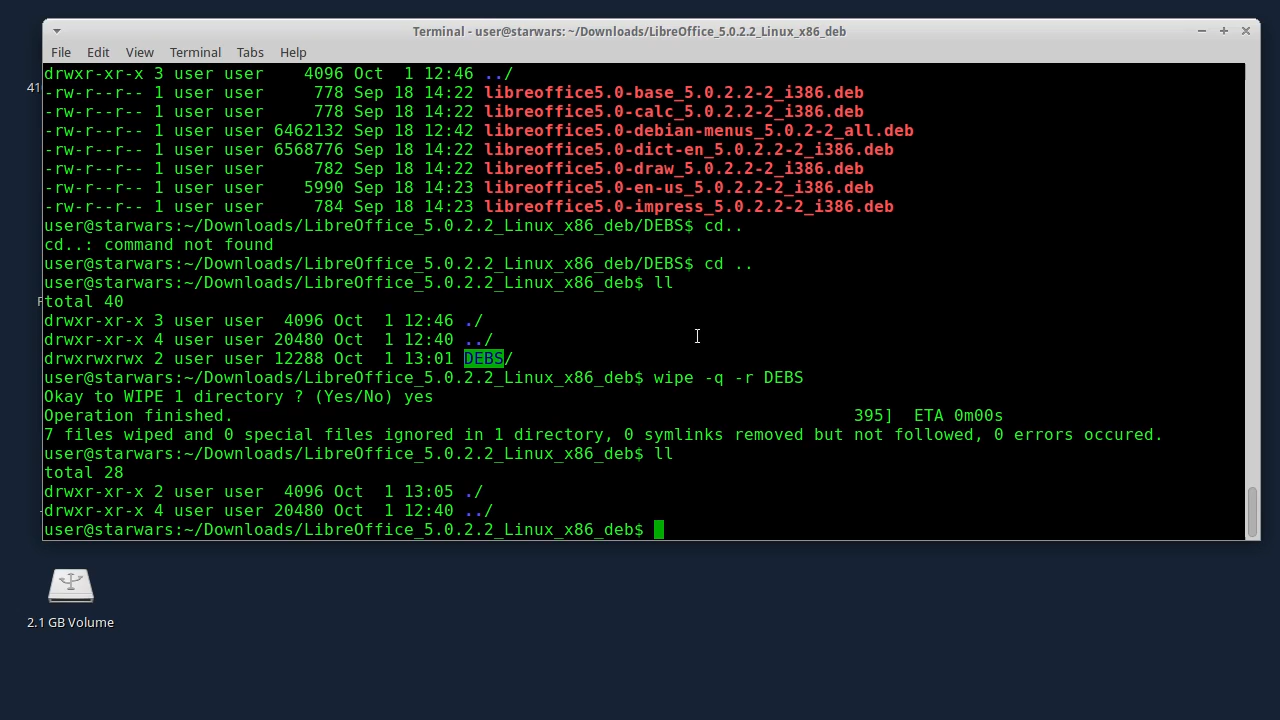 Terminal - user@starwars: ~/Downloads/LibreOffice_5.0.2.2_Linux_x86_deb
File Edit View Terminal Tabs Help
drwxr-xr-x 3 user user    4096 Oct  1 12:46 ../
-rw-r--r-- 1 user user     778 Sep 18 14:22 libreoffice5.0-base_5.0.2.2-2_i386.deb
-rw-r--r-- 1 user user     778 Sep 18 14:22 libreoffice5.0-calc_5.0.2.2-2_i386.deb
-rw-r--r-- 1 user user 6462132 Sep 18 12:42 libreoffice5.0-debian-menus_5.0.2-2_all.deb
-rw-r--r-- 1 user user 6568776 Sep 18 14:22 libreoffice5.0-dict-en_5.0.2.2-2_i386.deb
-rw-r--r-- 1 user user     782 Sep 18 14:22 libreoffice5.0-draw_5.0.2.2-2_i386.deb
-rw-r--r-- 1 user user    5990 Sep 18 14:23 libreoffice5.0-en-us_5.0.2.2-2_i386.deb
-rw-r--r-- 1 user user     784 Sep 18 14:23 libreoffice5.0-impress_5.0.2.2-2_i386.deb
user@starwars:~/Downloads/LibreOffice_5.0.2.2_Linux_x86_deb/DEBS$ cd..
cd..: command not found
user@starwars:~/Downloads/LibreOffice_5.0.2.2_Linux_x86_deb/DEBS$ cd ..
user@starwars:~/Downloads/LibreOffice_5.0.2.2_Linux_x86_deb$ ll
total 40
drwxr-xr-x 3 user user  4096 Oct  1 12:46 ./
drwxr-xr-x 4 user user 20480 Oct  1 12:40 ../
drwxrwxrwx 2 user user 12288 Oct  1 13:01 DEBS/
user@starwars:~/Downloads/LibreOffice_5.0.2.2_Linux_x86_deb$ wipe -q -r DEBS
Okay to WIPE 1 directory ? (Yes/No) yes
Operation finished.                                                              395]  ETA 0m00s
7 files wiped and 0 special files ignored in 1 directory, 0 symlinks removed but not followed, 0 errors occured.
user@starwars:~/Downloads/LibreOffice_5.0.2.2_Linux_x86_deb$ ll
total 28
drwxr-xr-x 2 user user  4096 Oct  1 13:05 ./
drwxr-xr-x 4 user user 20480 Oct  1 12:40 ../
user@starwars:~/Downloads/LibreOffice_5.0.2.2_Linux_x86_deb$
41
2.1 GB Volume